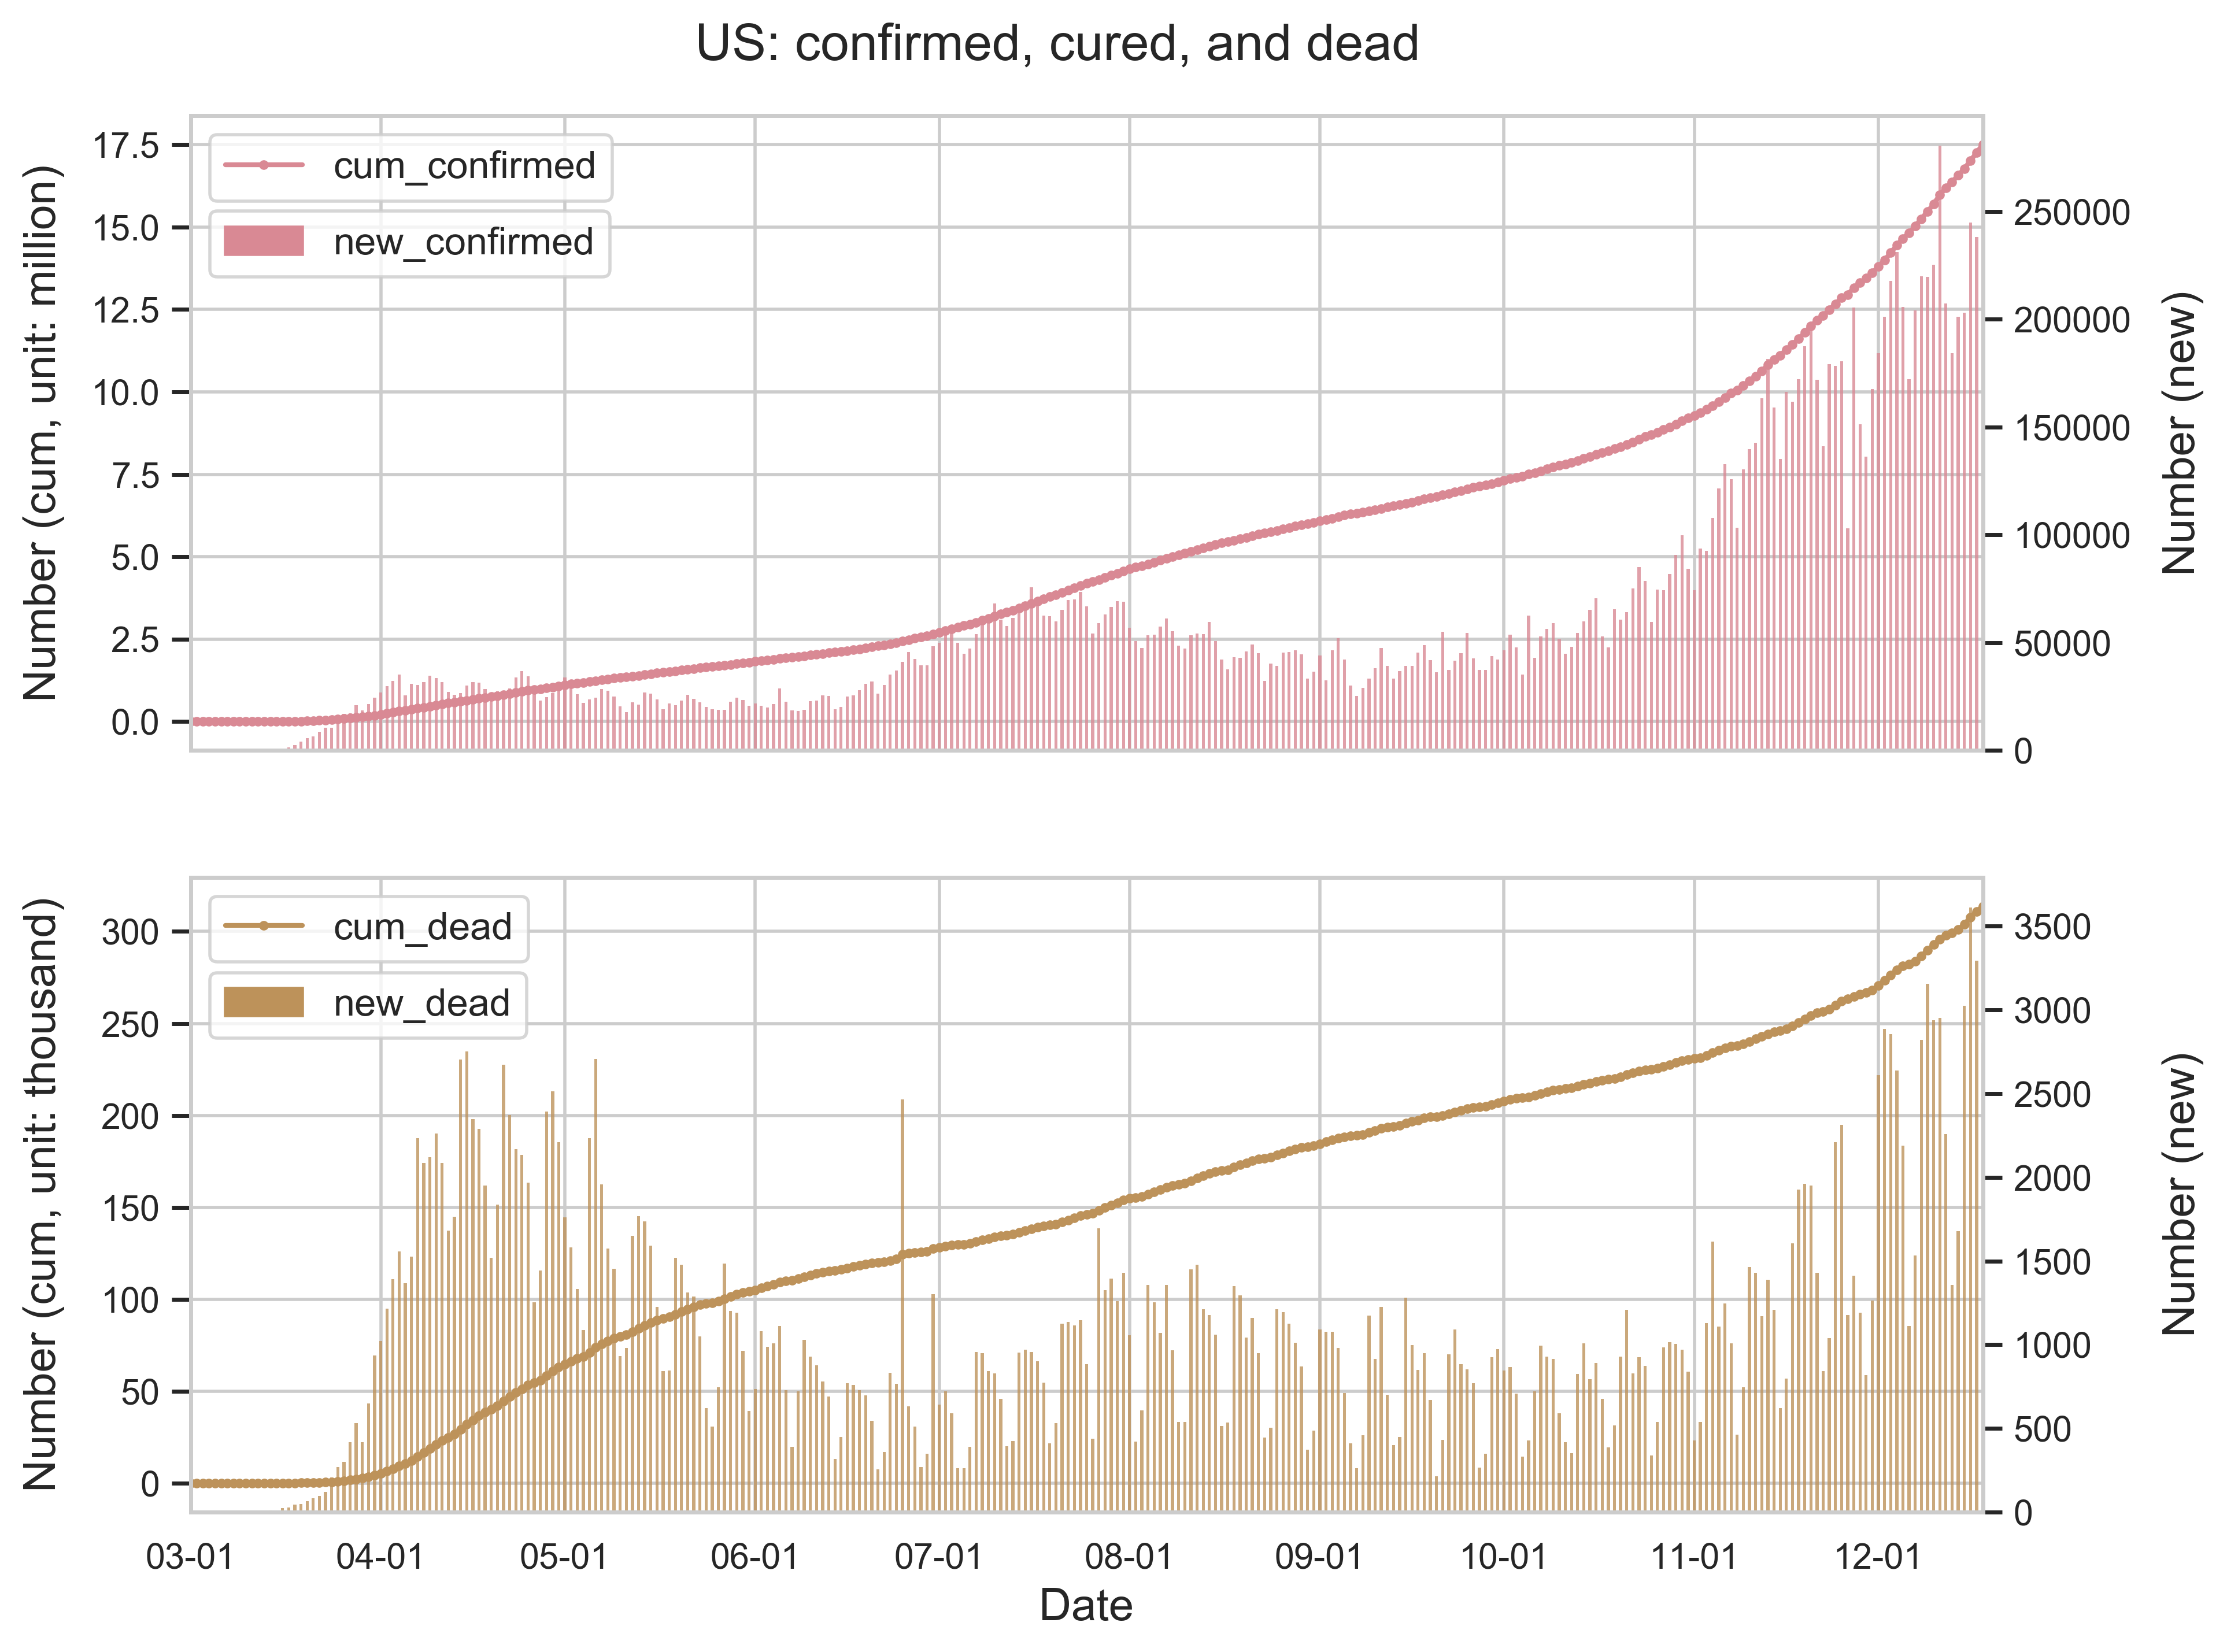 US: confirmed, cured, and dead
Number (cum, unit: million)
17.5
15.0
12.5
10.0
7.5
5.0
2.5
0.0
cum_confirmed
new_confirmed
250000
200000
150000
100000
50000
0
Number (new)
Number (cum, unit: thousand)
300
250
200
150
100
50
0
cum_dead
new_dead
3500
3000
2500
2000
1500
1000
500
0
Number (new)
03-01 04-01 05-01 06-01 07-01 08-01 09-01 10-01 11-01 12-01
Date